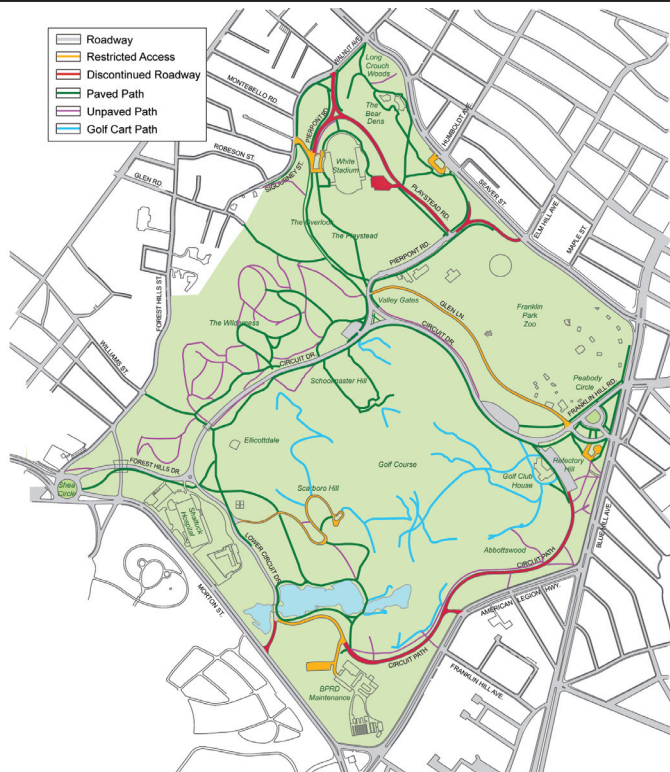 Roadway
Restricted Access
Discontinued Roadway
Paved Path
Unpaved Path
Golf Cart Path
WALNUT AVE.
Long
Crouch
Woods
MONTEBELLO RD.
The
Bear
Dens
HUMBOLDT AVE.
PIERPONT RD.
ROBESON ST.
White
Stadium
SIGOURNEY ST.
GLEN RD.
SEAVER ST.
PLAYSTEAD RD.
ELM HILL AVE.
MAPLE ST.
The Overlook
The Playstead
PIERPONT RD.
FOREST HILLS ST.
Valley Gates
GLEN LN.
Franklin
Park
Zoo
The Wilderness
CIRCUIT DR.
CIRCUIT DR.
WILLIAMS ST.
Schoolmaster Hill
Peabody
Circle
FRANKLIN HILL RD
Ellicottdale
Golf Course
FOREST HILLS DR.
Refectory
Hill
Golf Club
House
Shea
Circle
Scarboro Hill
Shattuck
Hospital
BLUE HILL AVE.
LOWER CIRCUIT DR.
Abbottswood
CIRCUIT PATH
MORTON ST.
AMERICAN LEGION HWY.
CIRCUIT PATH
FRANKLIN HILL AVE.
BPRD
Maintenance